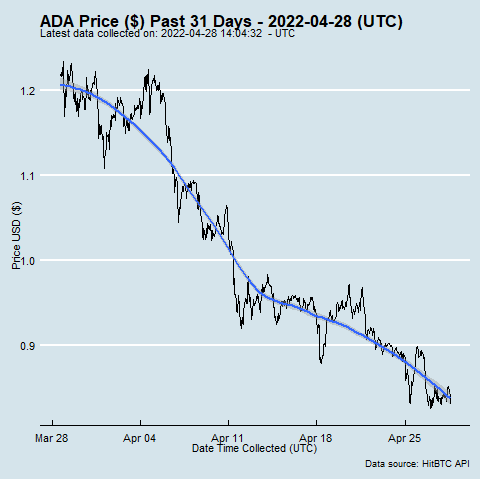 ADA Price ($) Past 31 Days - 2022-04-28 (UTC)
Latest data collected on: 2022-04-28 14:04:32 - UTC
1.2
1.1
1.0
0.9
Price USD ($)
Mar 28 Apr 04 Apr 11 Apr 18 Apr 25
Date Time Collected (UTC)
Data source: HitBTC API